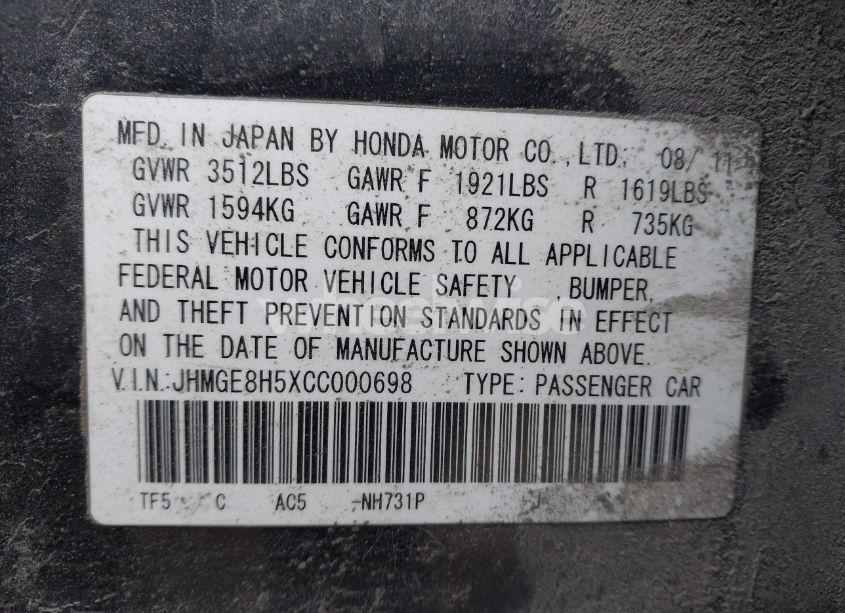 MFD. IN JAPAN BY HONDA MOTOR CO.,LTD. 08/11
GVWR 3512LBS GAWR F 1921LBS R 1619LBS
GVWR 1594KG GAWR F 872KG R 735KG
THIS VEHICLE CONFORMS TO ALL APPLICABLE
FEDERAL MOTOR VEHICLE SAFETY ,BUMPER,
AND THEFT PREVENTION STANDARDS IN EFFECT
ON THE DATE OF MANUFACTURE SHOWN ABOVE.
V.I.N.:JHMGE8H5XCC000698 TYPE:PASSENGER CAR
TF5 C AC5 -NH731P J